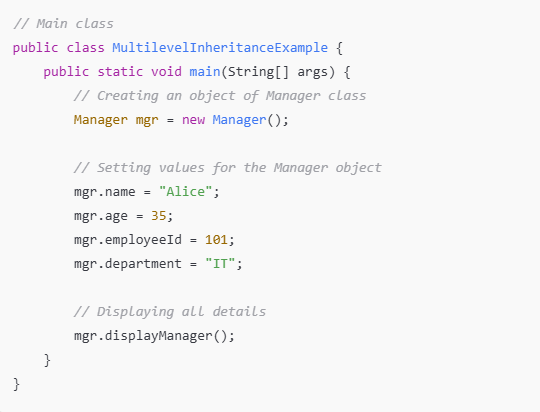 // Main class
public class MultilevelInheritanceExample {
    public static void main(String[] args) {
        // Creating an object of Manager class
        Manager mgr = new Manager();

        // Setting values for the Manager object
        mgr.name = "Alice";
        mgr.age = 35;
        mgr.employeeId = 101;
        mgr.department = "IT";

        // Displaying all details
        mgr.displayManager();
    }
}